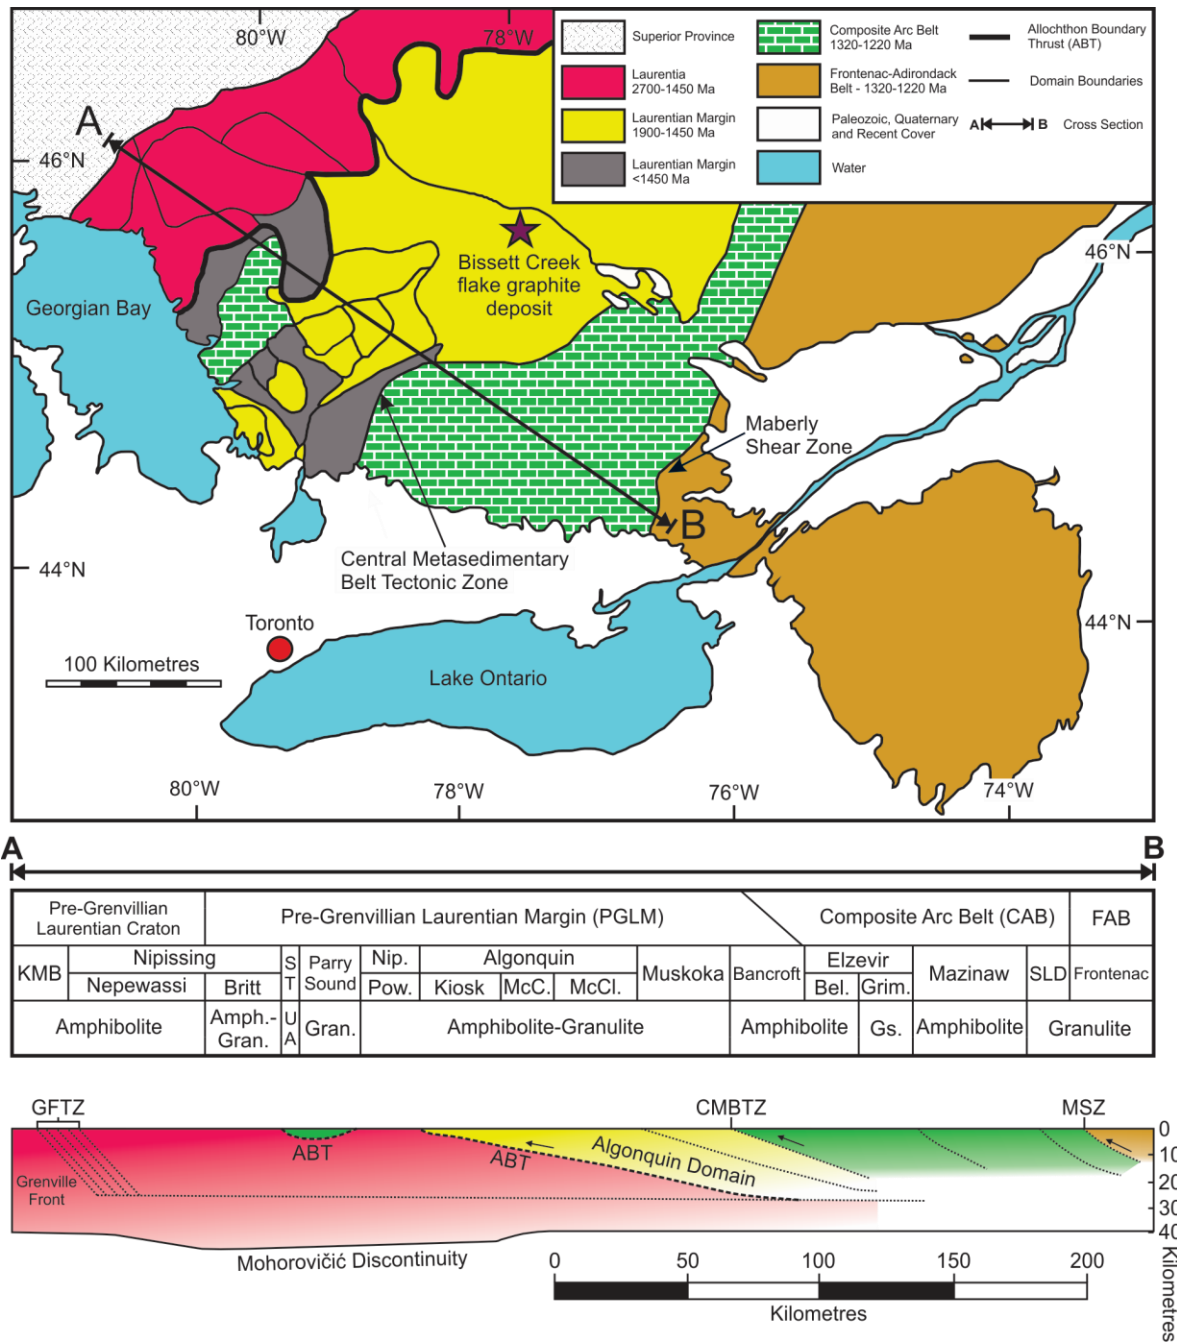 80°W
78°W
Superior Province
Laurentia
2700-1450 Ma
Laurentian Margin
1900-1450 Ma
Laurentian Margin
<1450 Ma
Composite Arc Belt
1320-1220 Ma
Frontenac-Adirondack
Belt - 1320-1220 Ma
Paleozoic, Quaternary
and Recent Cover
Water
Allochthon Boundary
Thrust (ABT)
Domain Boundaries
A B Cross Section
A
46°N
46°N
Bissett Creek
flake graphite
deposit
Georgian Bay
Maberly
Shear Zone
B
Central Metasedimentary
Belt Tectonic Zone
44°N
44°N
Toronto
100 Kilometres
Lake Ontario
80°W
78°W
76°W
74°W
A B
Pre-Grenvillian
Laurentian Craton
Pre-Grenvillian Laurentian Margin (PGLM)
Composite Arc Belt (CAB)
FAB
KMB
Nipissing
Nepewassi
Britt
S
T
Parry
Sound
Nip.
Pow.
Algonquin
Kiosk
McC.
McCl.
Muskoka
Bancroft
Elzevir
Bel.
Grim.
Mazinaw
SLD
Frontenac
Amphibolite
Amph.-
Gran.
U
A
Gran.
Amphibolite-Granulite
Amphibolite
Gs.
Amphibolite
Granulite
GFTZ
CMBTZ
MSZ
ABT
ABT
Algonquin Domain
Grenville
Front
Mohorovičić Discontinuity
0
10
20
30
40
Kilometres
0 50 100 150 200
Kilometres